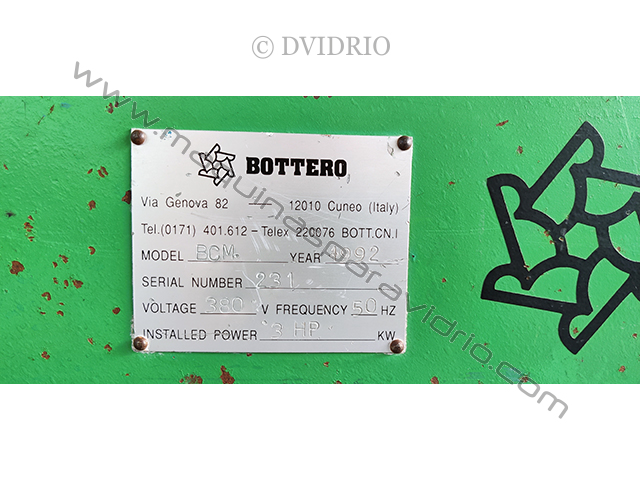 © DVIDRIO
www.maquinasparavidrio.com
BOTTERO
Via Genova 82 — 12010 Cuneo (Italy)
Tel.(0171) 401.612 – Telex 220076 BOTT.CN.I
MODEL BCM. YEAR 1992
SERIAL NUMBER 231
VOLTAGE 380 V FREQUENCY 50 HZ
INSTALLED POWER 3 HP KW